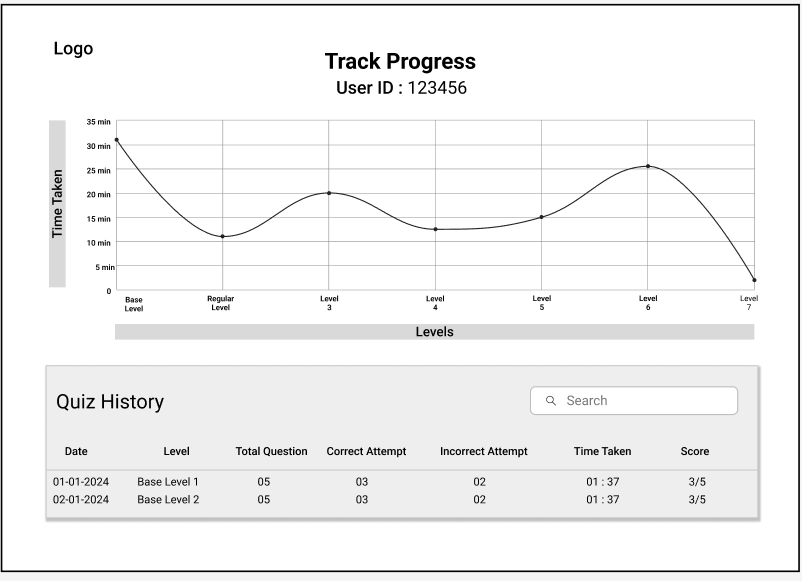 Logo
Track Progress
User ID : 123456
35 min
30 min
25 min
20 min
15 min
10 min
5 min
0
Time Taken
Base Level
Regular Level
Level 3
Level 4
Level 5
Level 6
Level 7
Levels
Quiz History
Search
Date Level Total Question Correct Attempt Incorrect Attempt Time Taken Score
01-01-2024 Base Level 1 05 03 02 01 : 37 3/5
02-01-2024 Base Level 2 05 03 02 01 : 37 3/5